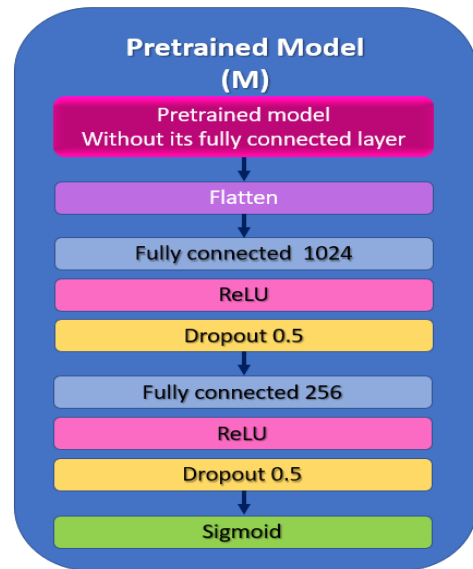 Pretrained Model
(M)
Pretrained model
Without its fully connected layer
Flatten
Fully connected 1024
ReLU
Dropout 0.5
Fully connected 256
ReLU
Dropout 0.5
Sigmoid